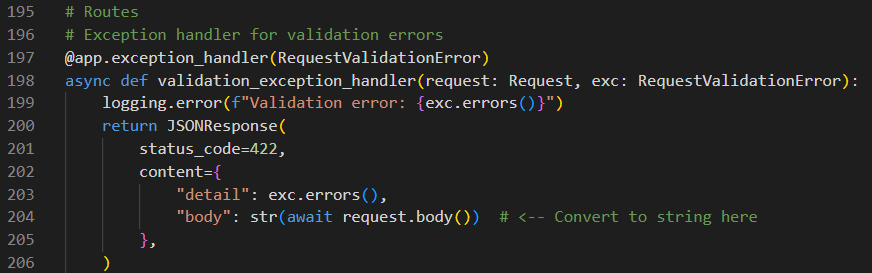 195 # Routes
196 # Exception handler for validation errors
197 @app.exception_handler(RequestValidationError)
198 async def validation_exception_handler(request: Request, exc: RequestValidationError):
199     logging.error(f"Validation error: {exc.errors()}")
200     return JSONResponse(
201         status_code=422,
202         content={
203             "detail": exc.errors(),
204             "body": str(await request.body())  # <-- Convert to string here
205         },
206     )